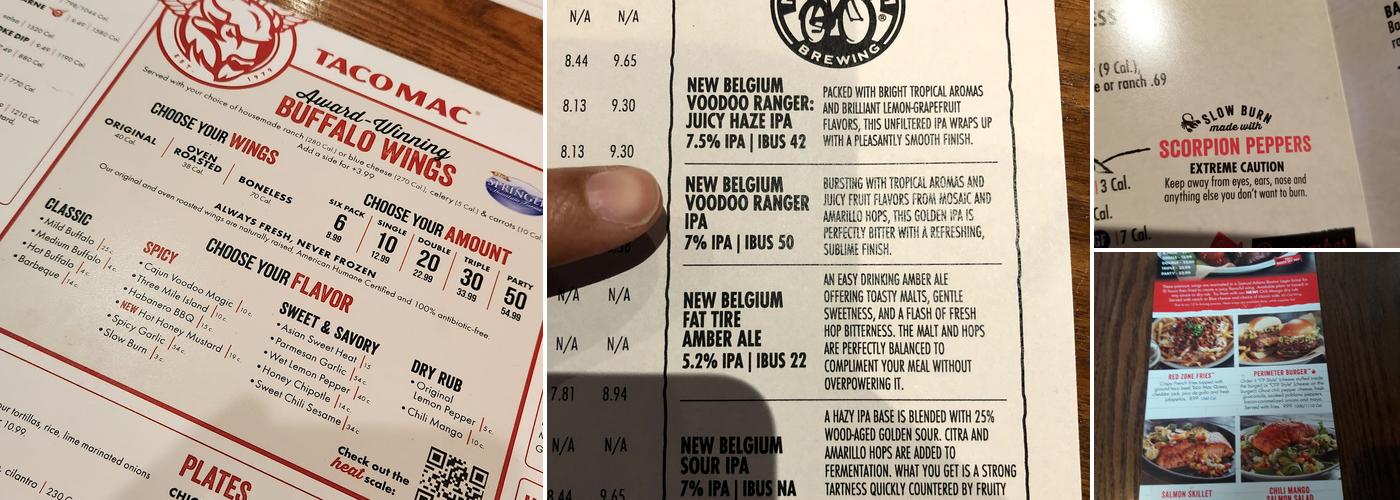 TACOMAC
EST. 1979
Award-Winning
BUFFALO WINGS
Served with your choice of housemade ranch (280 Cal.) or blue cheese (270 Cal.), celery (5 Cal.) & carrots (10 Cal.
Add a side for +3.99
CHOOSE YOUR WINGS
ORIGINAL
40 Cal.
OVEN
ROASTED
38 Cal.
BONELESS
70 Cal.
Our original and oven roasted wings are naturally raised, American Humane Certified and 100% antibiotic-free.
ALWAYS FRESH, NEVER FROZEN
CHOOSE YOUR AMOUNT
SIX PACK
6
8.99
SINGLE
10
12.99
DOUBLE
20
22.99
TRIPLE
30
33.99
PARTY
50
54.99
CHOOSE YOUR FLAVOR
CLASSIC
• Mild Buffalo
• Medium Buffalo
• Hot Buffalo
• Barbeque
SPICY
• Cajun Voodoo Magic
• Three Mile Island
• Habanero BBQ
• NEW Hot Honey Mustard
• Spicy Garlic
• Slow Burn
SWEET & SAVORY
• Asian Sweet Heat
• Parmesan Garlic
• Wet Lemon Pepper
• Honey Chipotle
• Sweet Chili Sesame
DRY RUB
• Original
Lemon Pepper
• Chili Mango
Check out the
heat scale:
tortillas, rice, lime marinated onions
10.99
cilantro
PLATES
N/A N/A
8.44 9.65
8.13 9.30
8.13 9.30
N/A N/A
N/A N/A
7.81 8.94
N/A N/A
8.44 9.65
BREWING
NEW BELGIUM
VOODOO RANGER:
JUICY HAZE IPA
7.5% IPA | IBUS 42
PACKED WITH BRIGHT TROPICAL AROMAS
AND BRILLIANT LEMON-GRAPEFRUIT
FLAVORS, THIS UNFILTERED IPA WRAPS UP
WITH A PLEASANTLY SMOOTH FINISH.
NEW BELGIUM
VOODOO RANGER
IPA
7% IPA | IBUS 50
BURSTING WITH TROPICAL AROMAS AND
JUICY FRUIT FLAVORS FROM MOSAIC AND
AMARILLO HOPS, THIS GOLDEN IPA IS
PERFECTLY BITTER WITH A REFRESHING,
SUBLIME FINISH.
NEW BELGIUM
FAT TIRE
AMBER ALE
5.2% IPA | IBUS 22
AN EASY DRINKING AMBER ALE
OFFERING TOASTY MALTS, GENTLE
SWEETNESS, AND A FLASH OF FRESH
HOP BITTERNESS. THE MALT AND HOPS
ARE PERFECTLY BALANCED TO
COMPLIMENT YOUR MEAL WITHOUT
OVERPOWERING IT.
NEW BELGIUM
SOUR IPA
7% IPA | IBUS NA
A HAZY IPA BASE IS BLENDED WITH 25%
WOOD-AGED GOLDEN SOUR. CITRA AND
AMARILLO HOPS ARE ADDED TO
FERMENTATION. WHAT YOU GET IS A STRONG
TARTNESS QUICKLY COUNTERED BY FRUITY
(9 Cal.)
or ranch .69
SLOW BURN
made with
SCORPION PEPPERS
EXTREME CAUTION
Keep away from eyes, ears, nose and
anything else you don't want to burn.
Cal.
17 Cal.
RED ZONE FRIES
PERIMETER BURGER
SALMON SKILLET
CHILI MANGO
SALMON SALAD